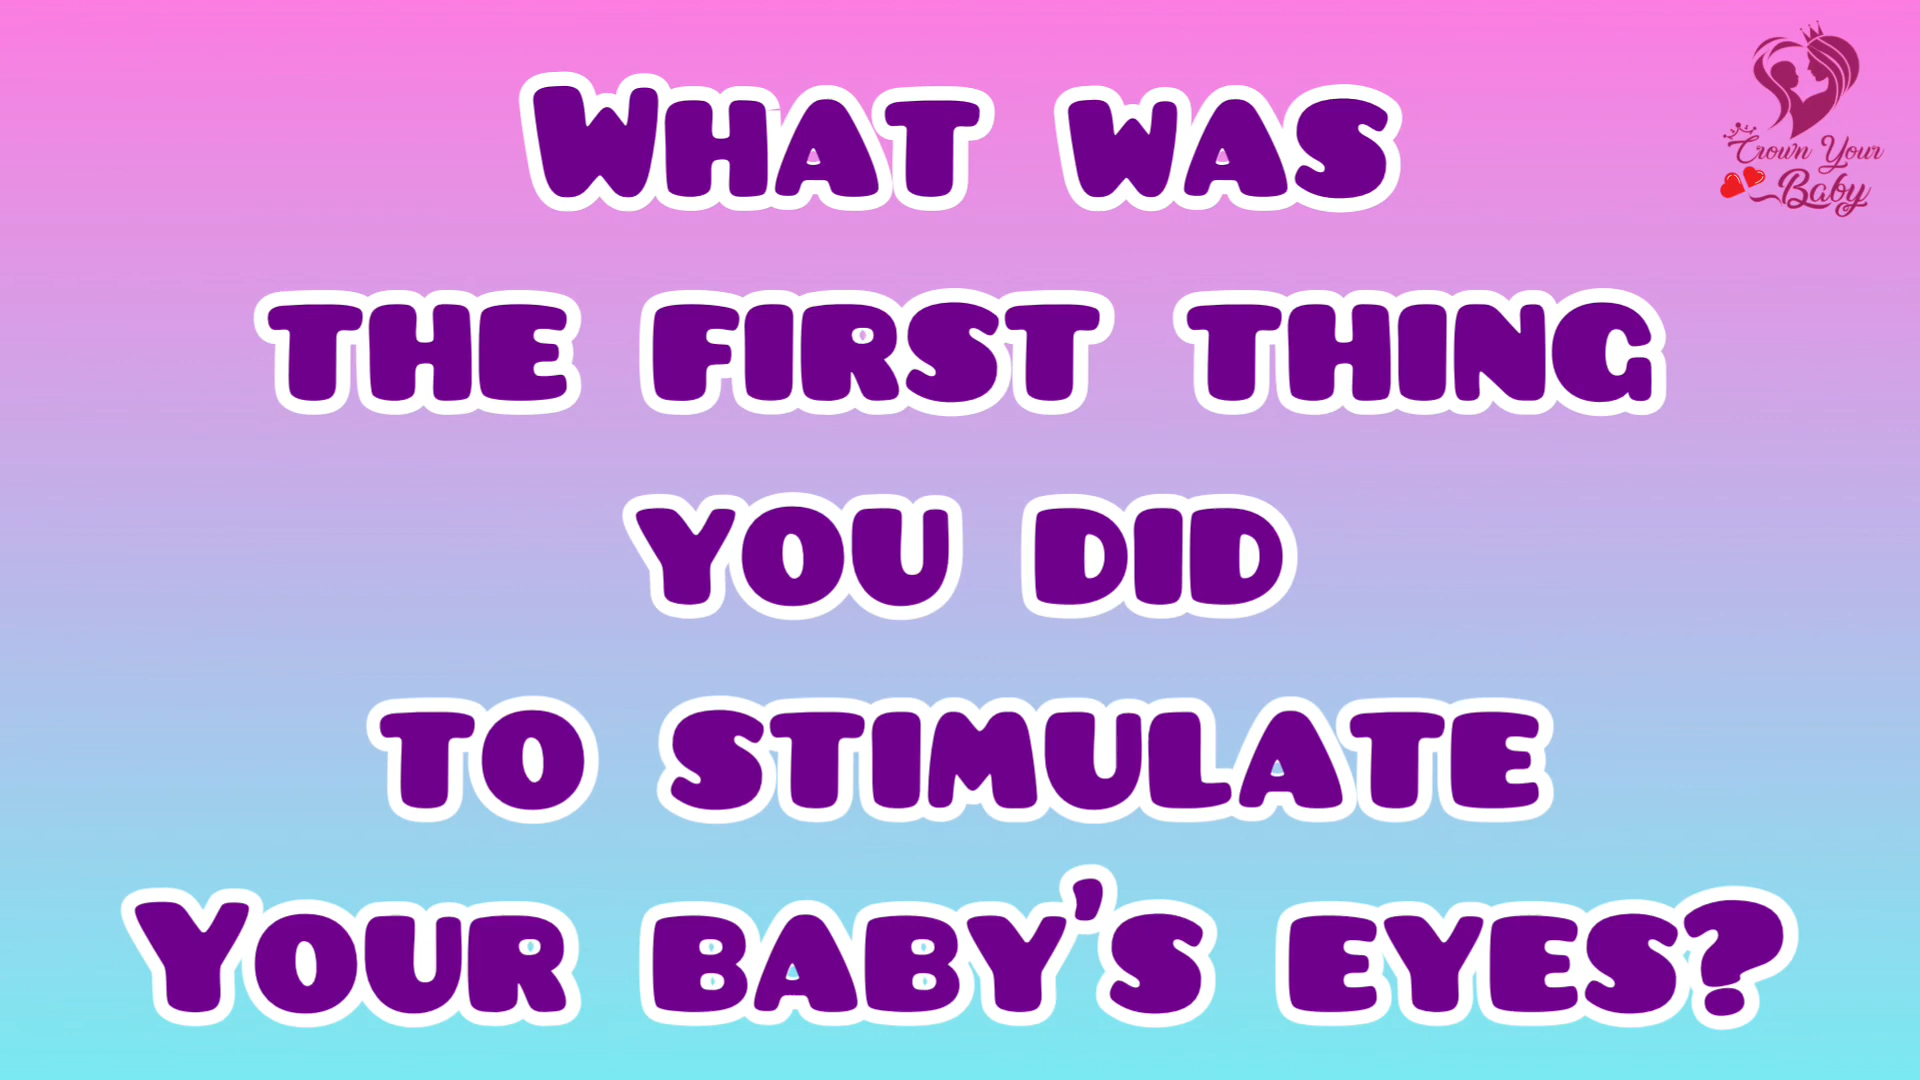 What was
the first thing
you did
to stimulate
Your baby's eyes?
Crown Your
Baby